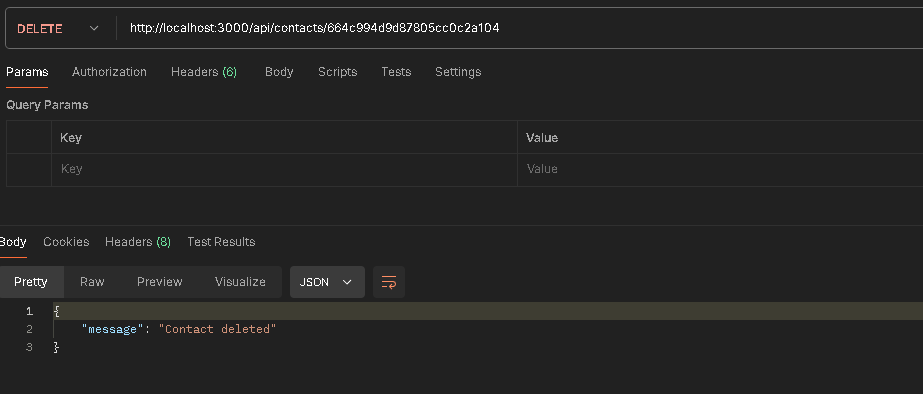 DELETE http://localhost:3000/api/contacts/664c994d9d87805cc0c2a104
Params Authorization Headers (6) Body Scripts Tests Settings
Query Params
Key Value
Key Value
Body Cookies Headers (8) Test Results
Pretty Raw Preview Visualize JSON
1 {
2 "message": "Contact deleted"
3 }